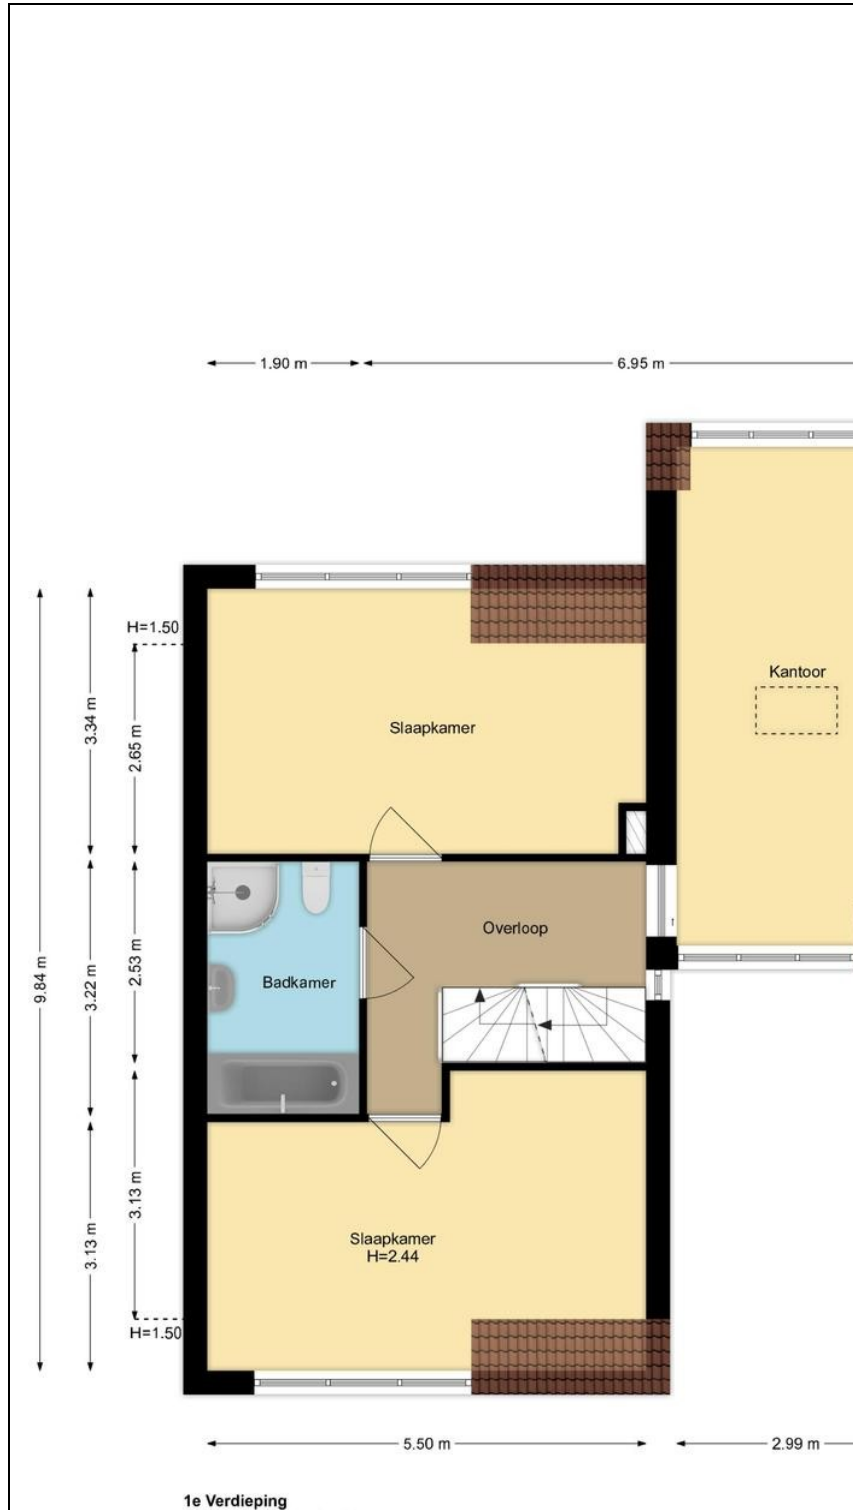 1.90 m
6.95 m
H=1.50
Kantoor
3.34 m
2.65 m
Slaapkamer
Overloop
9.84 m
3.22 m
2.53 m
Badkamer
3.13 m
3.13 m
Slaapkamer
H=2.44
H=1.50
5.50 m
2.99 m
1e Verdieping